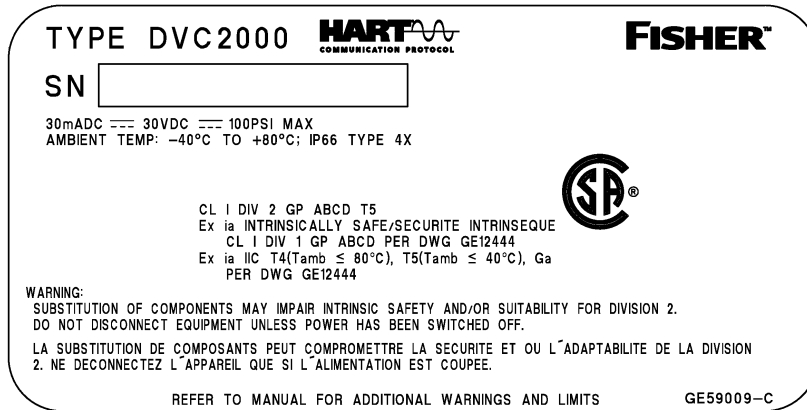 TYPE DVC2000 HART FISHER™
COMMUNICATION PROTOCOL
SN
30mADC ⎓ 30VDC ⎓ 100PSI MAX
AMBIENT TEMP: –40°C TO +80°C; IP66 TYPE 4X
SA ®
CL I DIV 2 GP ABCD T5
Ex ia INTRINSICALLY SAFE/SECURITE INTRINSEQUE
CL I DIV 1 GP ABCD PER DWG GE12444
Ex ia IIC T4(Tamb ≤ 80°C), T5(Tamb ≤ 40°C), Ga
PER DWG GE12444
WARNING:
SUBSTITUTION OF COMPONENTS MAY IMPAIR INTRINSIC SAFETY AND/OR SUITABILITY FOR DIVISION 2.
DO NOT DISCONNECT EQUIPMENT UNLESS POWER HAS BEEN SWITCHED OFF.
LA SUBSTITUTION DE COMPOSANTS PEUT COMPROMETTRE LA SECURITE ET OU L´ADAPTABILITE DE LA DIVISION
2. NE DECONNECTEZ L´APPAREIL QUE SI L´ALIMENTATION EST COUPEE.
REFER TO MANUAL FOR ADDITIONAL WARNINGS AND LIMITS GE59009–C